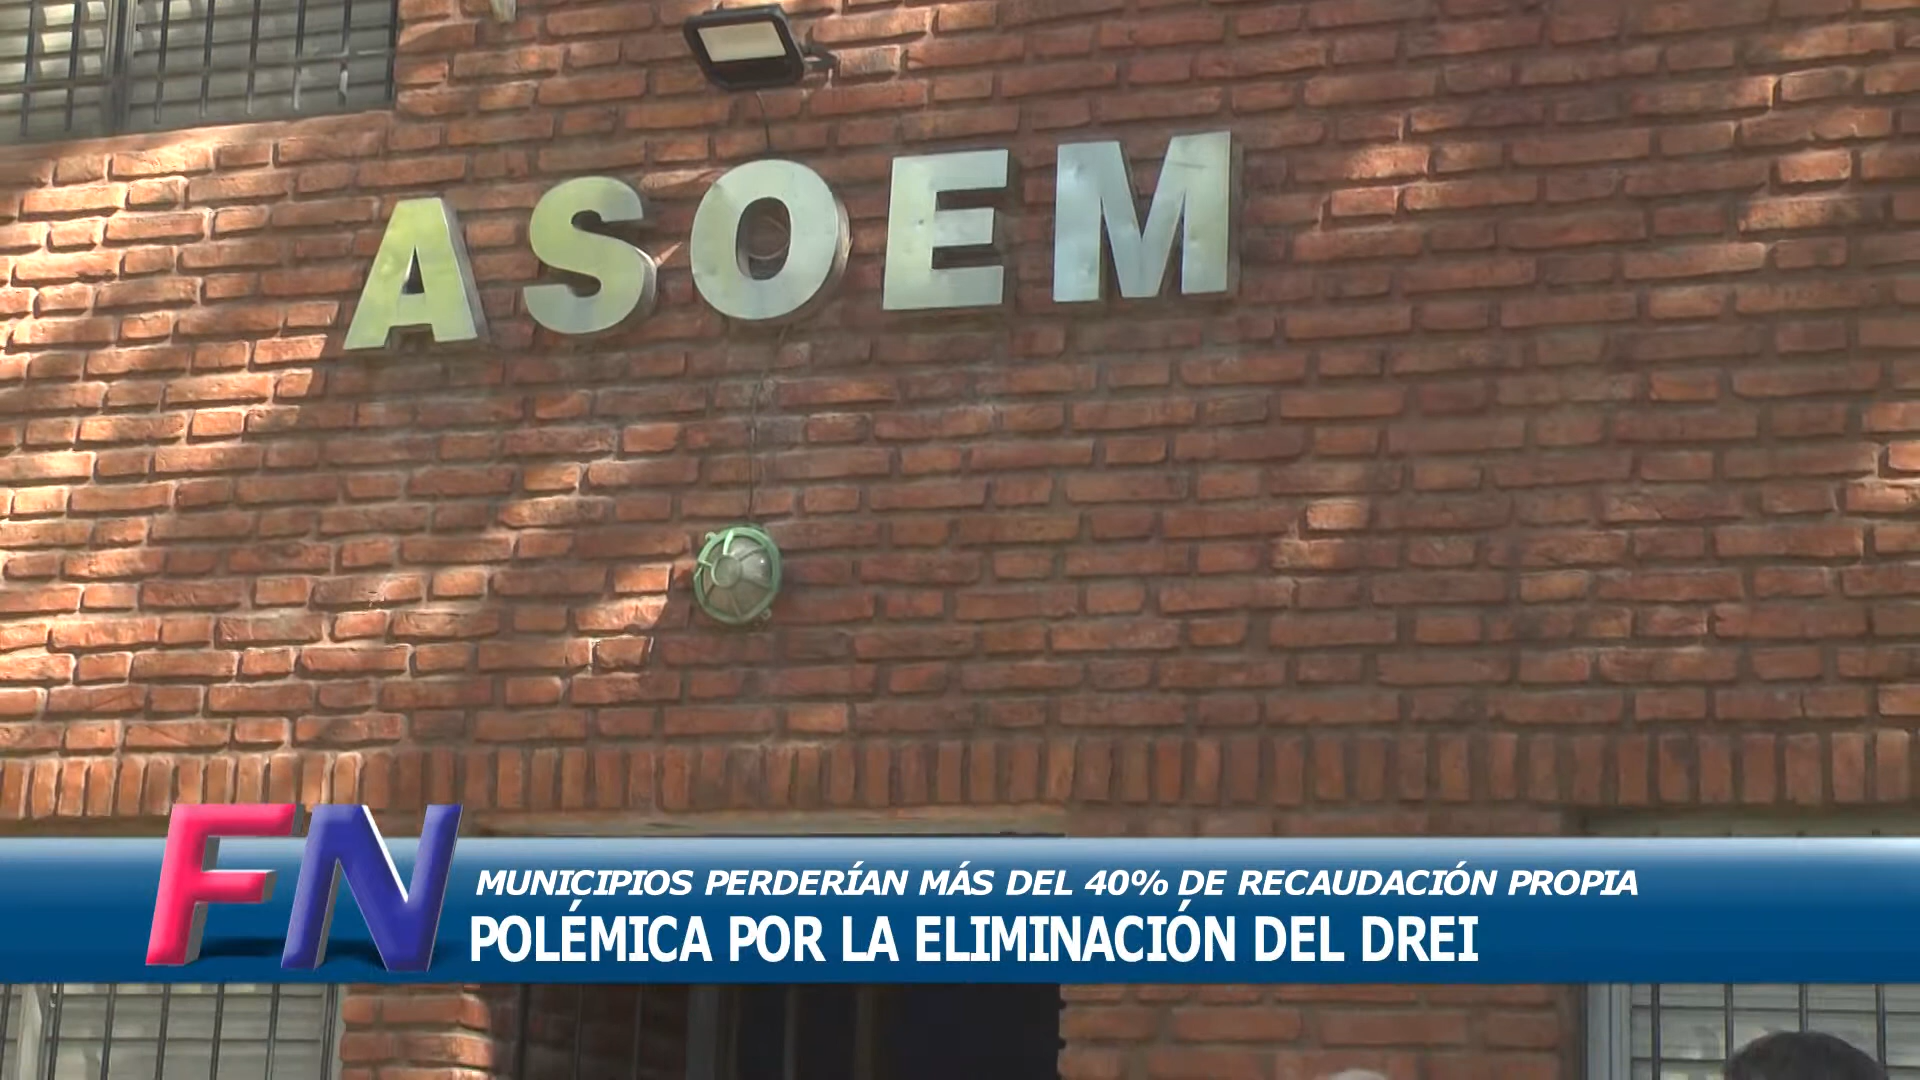 ASOEM
FN
MUNICIPIOS PERDERÍAN MÁS DEL 40% DE RECAUDACIÓN PROPIA
POLÉMICA POR LA ELIMINACIÓN DEL DREI